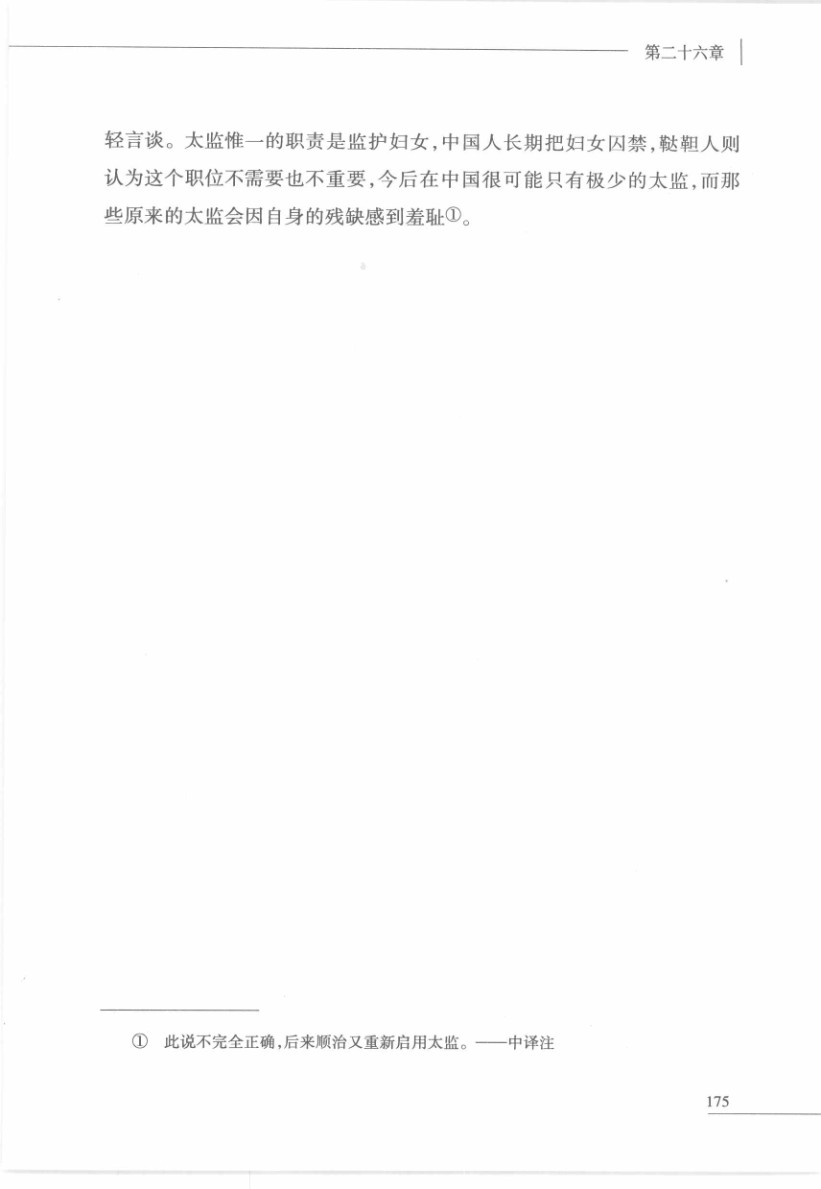 第二十六章
轻言谈。太监惟一的职责是监护妇女,中国人长期把妇女囚禁,鞑靼人则
认为这个职位不需要也不重要,今后在中国很可能只有极少的太监,而那
些原来的太监会因自身的残缺感到羞耻①。
① 此说不完全正确,后来顺治又重新启用太监。——中译注
175